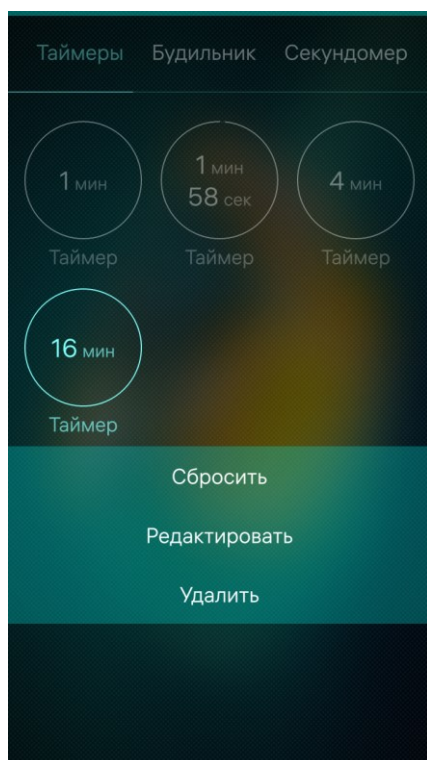 Таймеры Будильник Секундомер
1 мин
1 мин
58 сек
4 мин
Таймер Таймер Таймер
16 мин
Таймер
Сбросить
Редактировать
Удалить